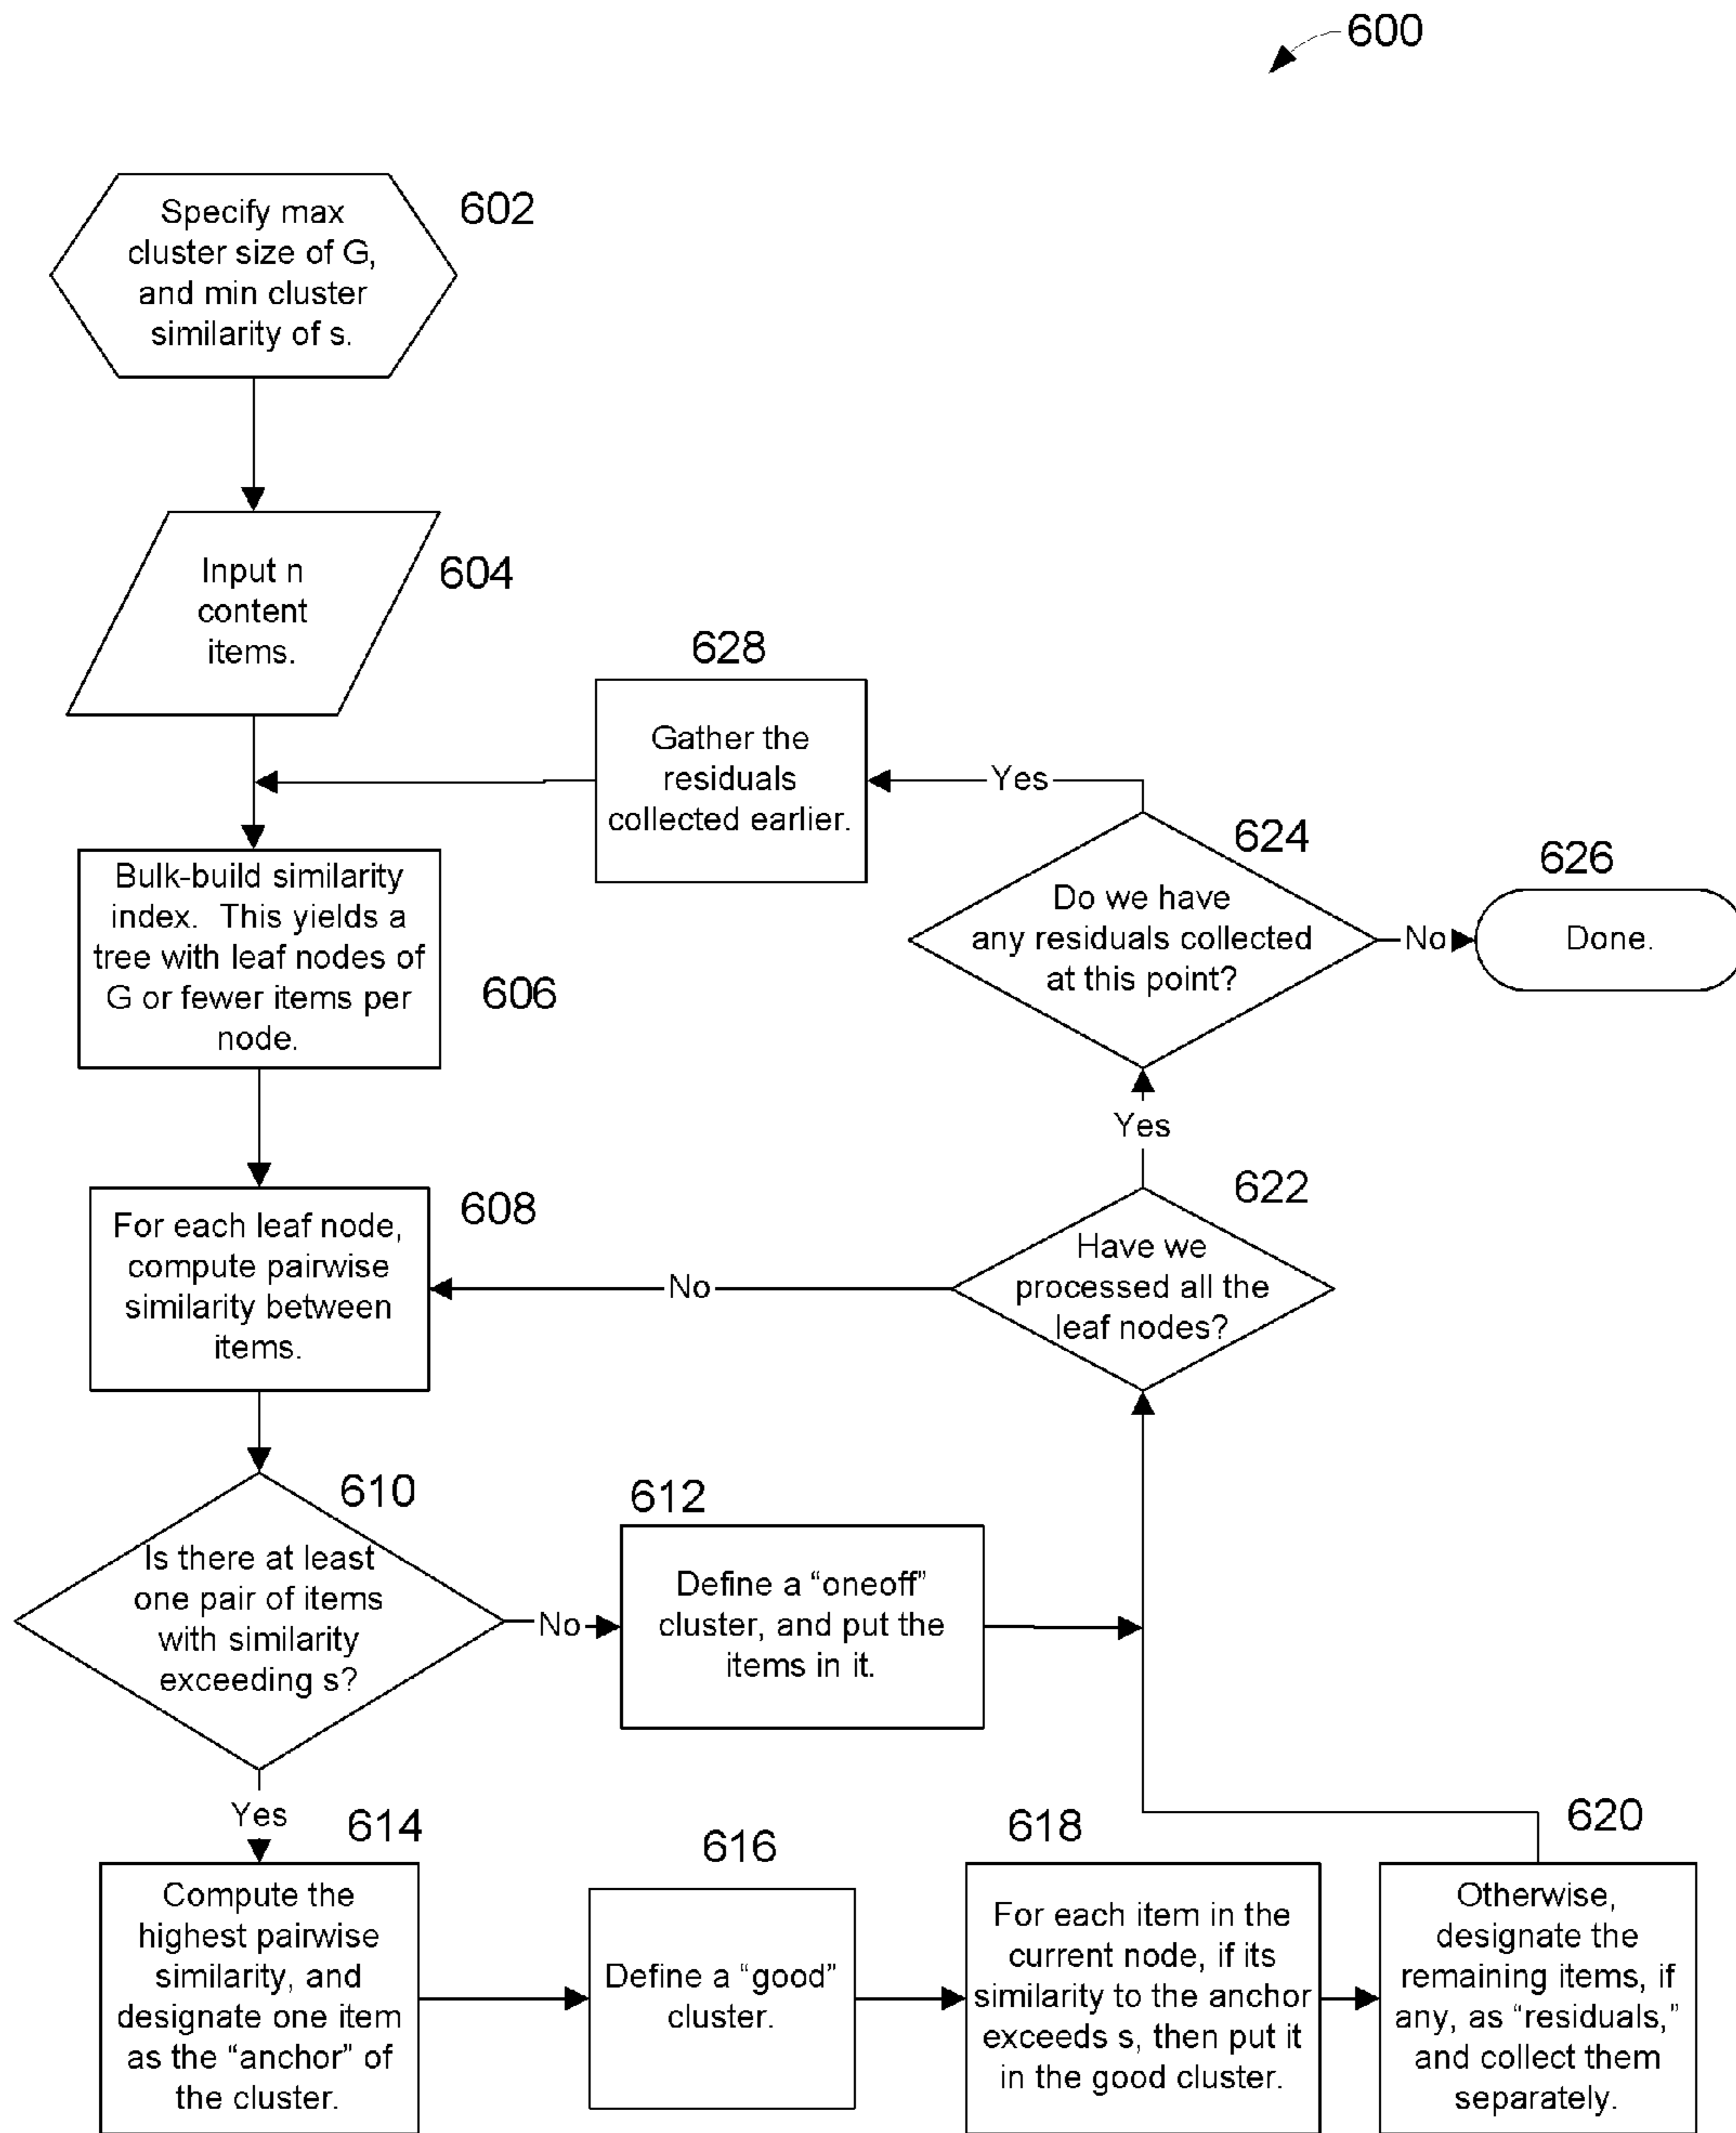 600
602
Specify max
cluster size of G,
and min cluster
similarity of s.
604
Input n
content
items.
628
Gather the
residuals
collected earlier.
Yes
624
Do we have
any residuals collected
at this point?
No
626
Done.
Bulk-build similarity
index. This yields a
tree with leaf nodes of
G or fewer items per
node.
606
Yes
622
Have we
processed all the
leaf nodes?
No
608
For each leaf node,
compute pairwise
similarity between
items.
610
Is there at least
one pair of items
with similarity
exceeding s?
No
612
Define a “oneoff”
cluster, and put the
items in it.
Yes
614
Compute the
highest pairwise
similarity, and
designate one item
as the “anchor” of
the cluster.
616
Define a “good”
cluster.
618
For each item in the
current node, if its
similarity to the anchor
exceeds s, then put it
in the good cluster.
620
Otherwise,
designate the
remaining items, if
any, as “residuals,”
and collect them
separately.